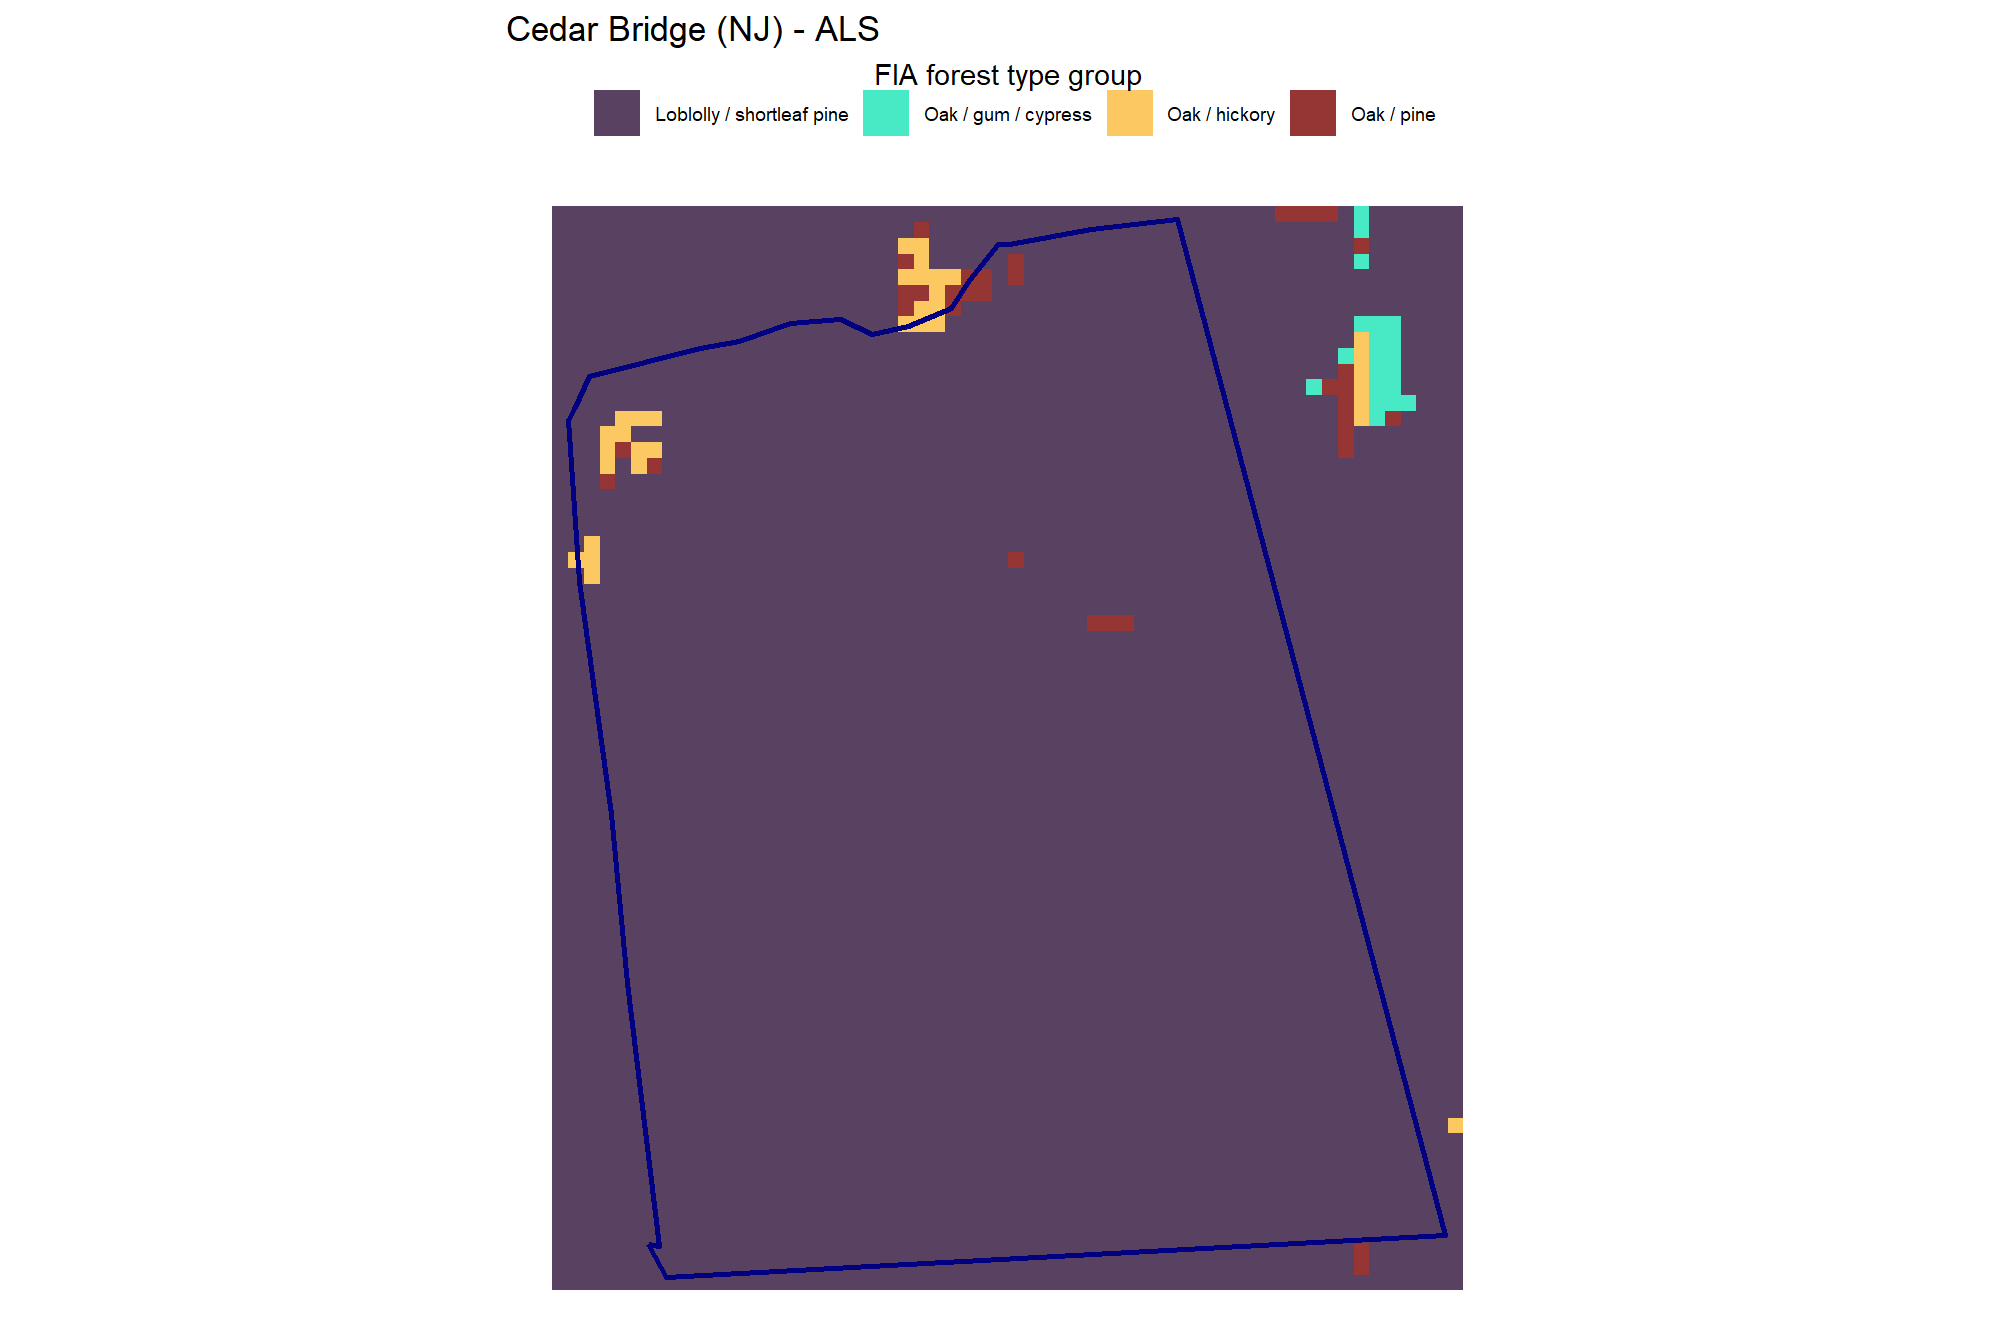 Cedar Bridge (NJ) - ALS
FIA forest type group
Loblolly / shortleaf pine Oak / gum / cypress Oak / hickory Oak / pine